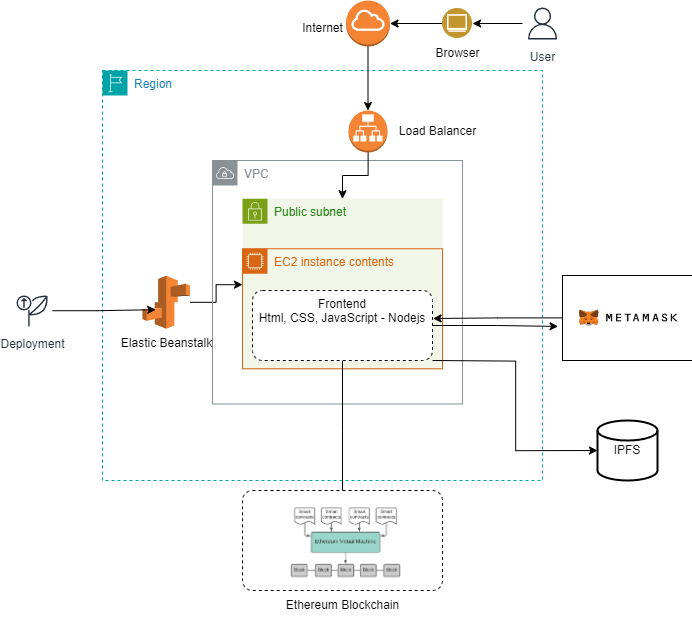 Internet
Browser
User
Region
Load Balancer
VPC
Public subnet
EC2 instance contents
Frontend
Html, CSS, JavaScript - Nodejs
METAMASK
Deployment
Elastic Beanstalk
IPFS
Smart contracts
Smart contracts
Smart contracts
Smart contracts
Ethereum Virtual Machine
Block
Block
Block
Block
Block
Ethereum Blockchain